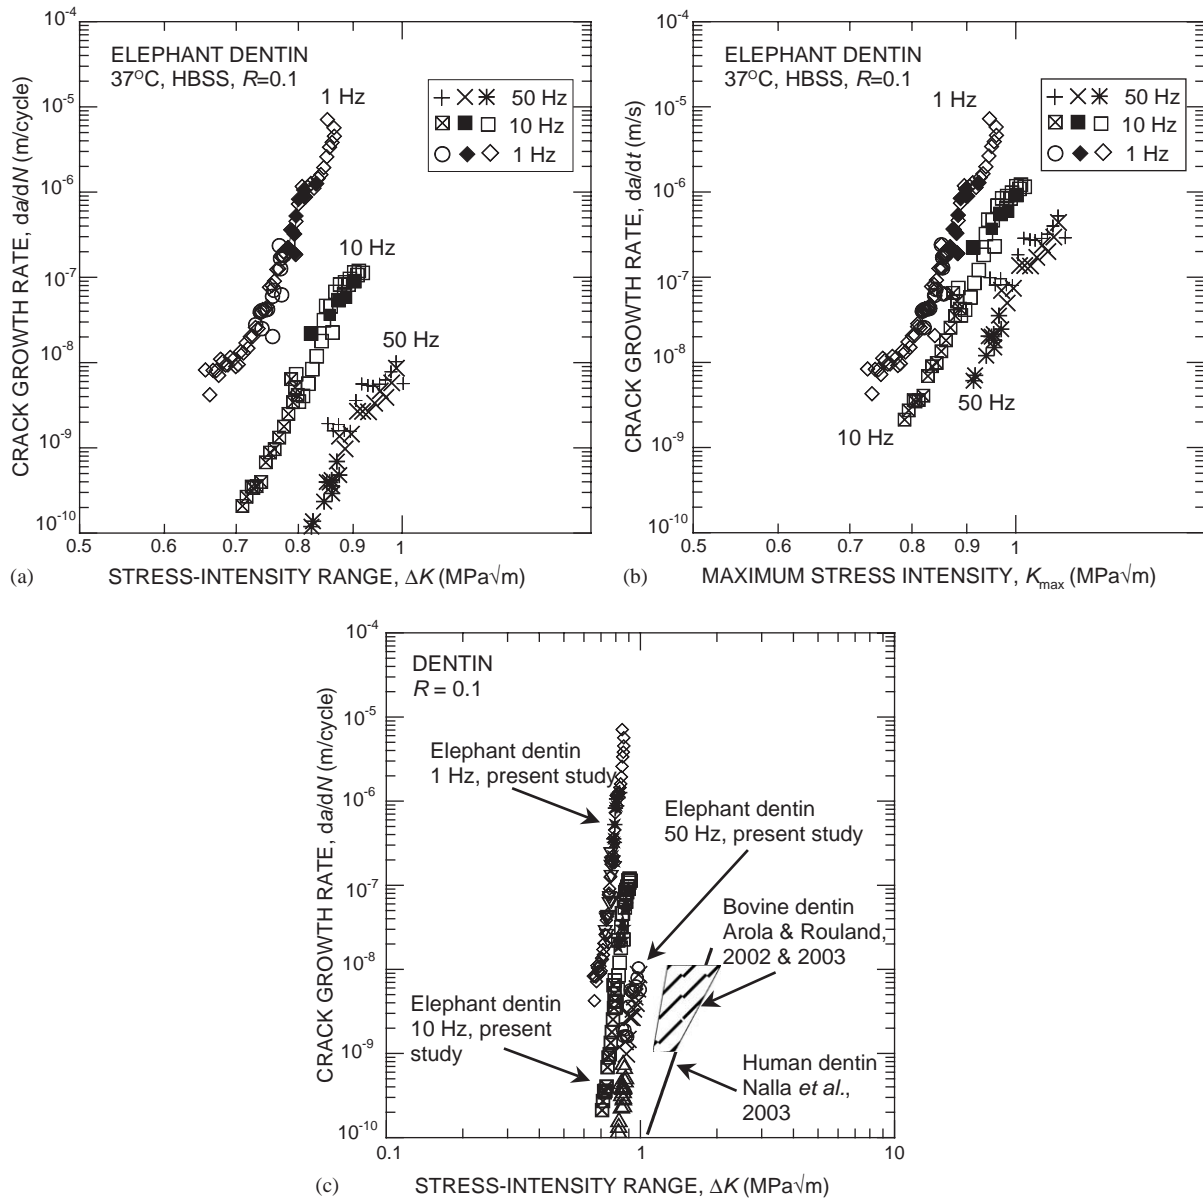 ELEPHANT DENTIN
37°C, HBSS, R=0.1
1 Hz
50 Hz
10 Hz
1 Hz
10 Hz
50 Hz
CRACK GROWTH RATE, da/dN (m/cycle)
10⁻⁴
10⁻⁵
10⁻⁶
10⁻⁷
10⁻⁸
10⁻⁹
10⁻¹⁰
0.5
0.7
0.8
0.9
1
(a)
STRESS-INTENSITY RANGE, ΔK (MPa√m)
ELEPHANT DENTIN
37°C, HBSS, R=0.1
1 Hz
50 Hz
10 Hz
1 Hz
50 Hz
10 Hz
CRACK GROWTH RATE, da/dt (m/s)
10⁻⁴
10⁻⁵
10⁻⁶
10⁻⁷
10⁻⁸
10⁻⁹
10⁻¹⁰
0.5
0.7
0.8
0.9
1
(b)
MAXIMUM STRESS INTENSITY, Kmax (MPa√m)
DENTIN
R = 0.1
Elephant dentin
1 Hz, present study
Elephant dentin
50 Hz, present study
Bovine dentin
Arola & Rouland,
2002 & 2003
Elephant dentin
10 Hz, present
study
Human dentin
Nalla et al.,
2003
CRACK GROWTH RATE, da/dN (m/cycle)
10⁻⁴
10⁻⁵
10⁻⁶
10⁻⁷
10⁻⁸
10⁻⁹
10⁻¹⁰
0.1
1
10
(c)
STRESS-INTENSITY RANGE, ΔK (MPa√m)